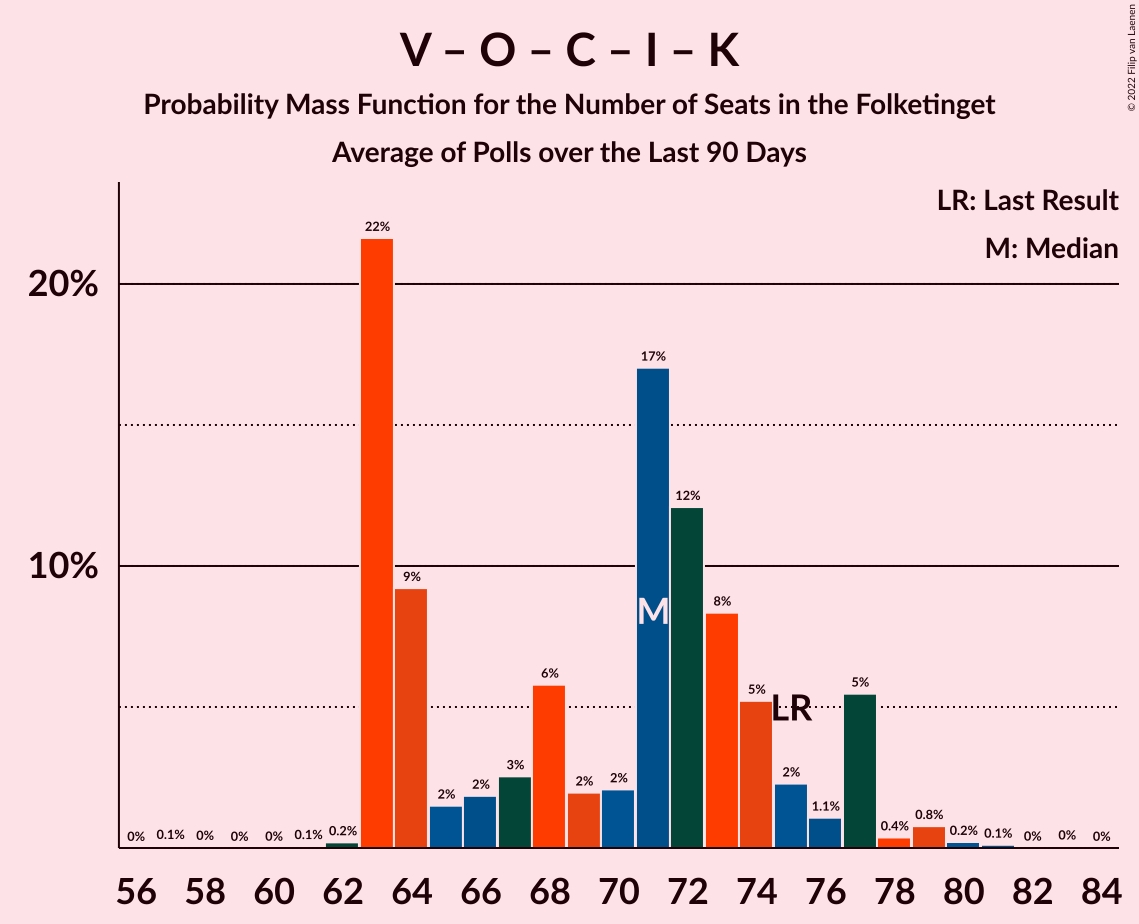 V – O – C – I – K
Probability Mass Function for the Number of Seats in the Folketinget
Average of Polls over the Last 90 Days
© 2022 Filip van Laenen
LR: Last Result
M: Median
20%
10%
0% 0.1% 0% 0% 0% 0.1% 0.2% 22% 9% 2% 2% 3% 6% 2% 2% 17% 12% 8% 5% 2% 1.1% 5% 0.4% 0.8% 0.2% 0.1% 0% 0% 0%
M
LR
56 58 60 62 64 66 68 70 72 74 76 78 80 82 84